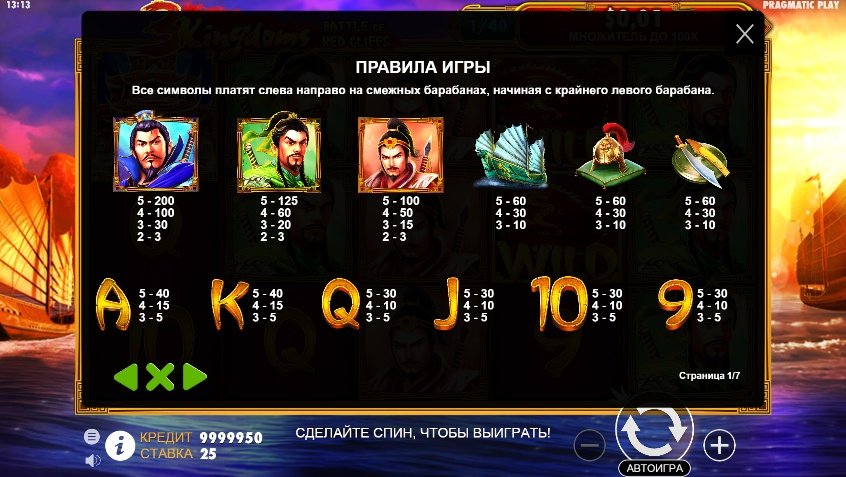 13:13
PRAGMATIC PLAY
3 Kingdoms BATTLE OF RED CLIFFS
1/40
$0,01
МНОЖИТЕЛЬ ДО 100X
ПРАВИЛА ИГРЫ
Все символы платят слева направо на смежных барабанах, начиная с крайнего левого барабана.
5 - 200
4 - 100
3 - 30
2 - 3
5 - 125
4 - 60
3 - 20
2 - 3
5 - 100
4 - 50
3 - 15
2 - 3
5 - 60
4 - 30
3 - 10
5 - 60
4 - 30
3 - 10
5 - 60
4 - 30
3 - 10
A
5 - 40
4 - 15
3 - 5
K
5 - 40
4 - 15
3 - 5
Q
5 - 30
4 - 10
3 - 5
J
5 - 30
4 - 10
3 - 5
10
5 - 30
4 - 10
3 - 5
9
5 - 30
4 - 10
3 - 5
WILD
Страница 1/7
КРЕДИТ 9999950
СТАВКА 25
СДЕЛАЙТЕ СПИН, ЧТОБЫ ВЫИГРАТЬ!
АВТОИГРА